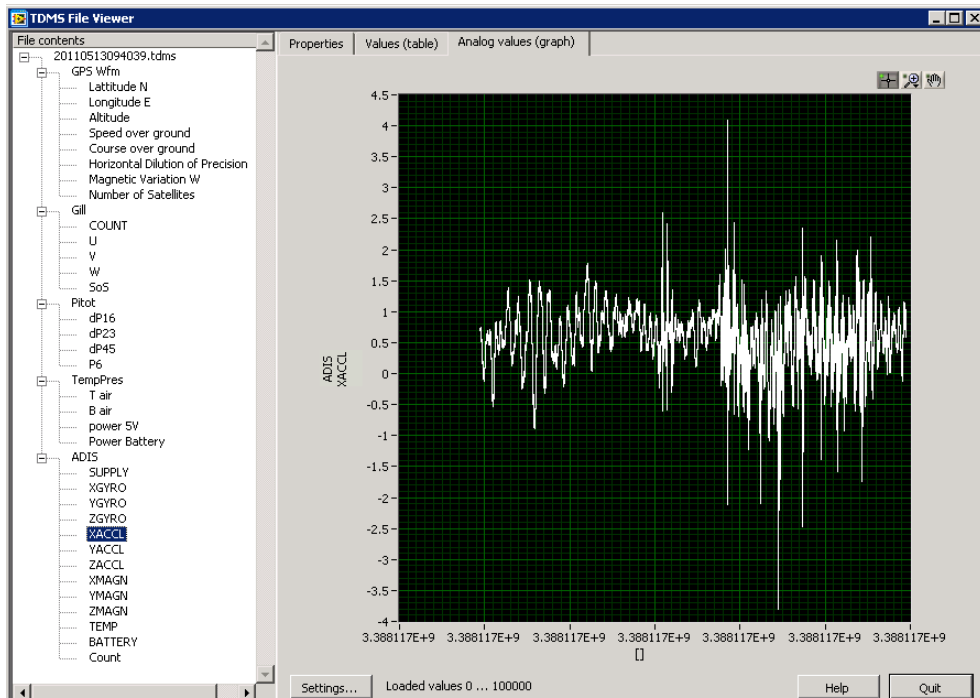 TDMS File Viewer
File contents
20110513094039.tdms
GPS Wfm
Lattitude N
Longitude E
Altitude
Speed over ground
Course over ground
Horizontal Dilution of Precision
Magnetic Variation W
Number of Satellites
Gill
COUNT
U
V
W
SoS
Pitot
dP16
dP23
dP45
P6
TempPres
T air
B air
power 5V
Power Battery
ADIS
SUPPLY
XGYRO
YGYRO
ZGYRO
XACCL
YACCL
ZACCL
XMAGN
YMAGN
ZMAGN
TEMP
BATTERY
Count
Properties Values (table) Analog values (graph)
4.5
4
3.5
3
2.5
2
1.5
1
0.5
0
-0.5
-1
-1.5
-2
-2.5
-3
-3.5
-4
ADIS
XACCL
3.388117E+9 3.388117E+9 3.388117E+9 3.388117E+9 3.388117E+9 3.388117E+9 3.388117E+9
[]
Settings... Loaded values 0 ... 100000 Help Quit